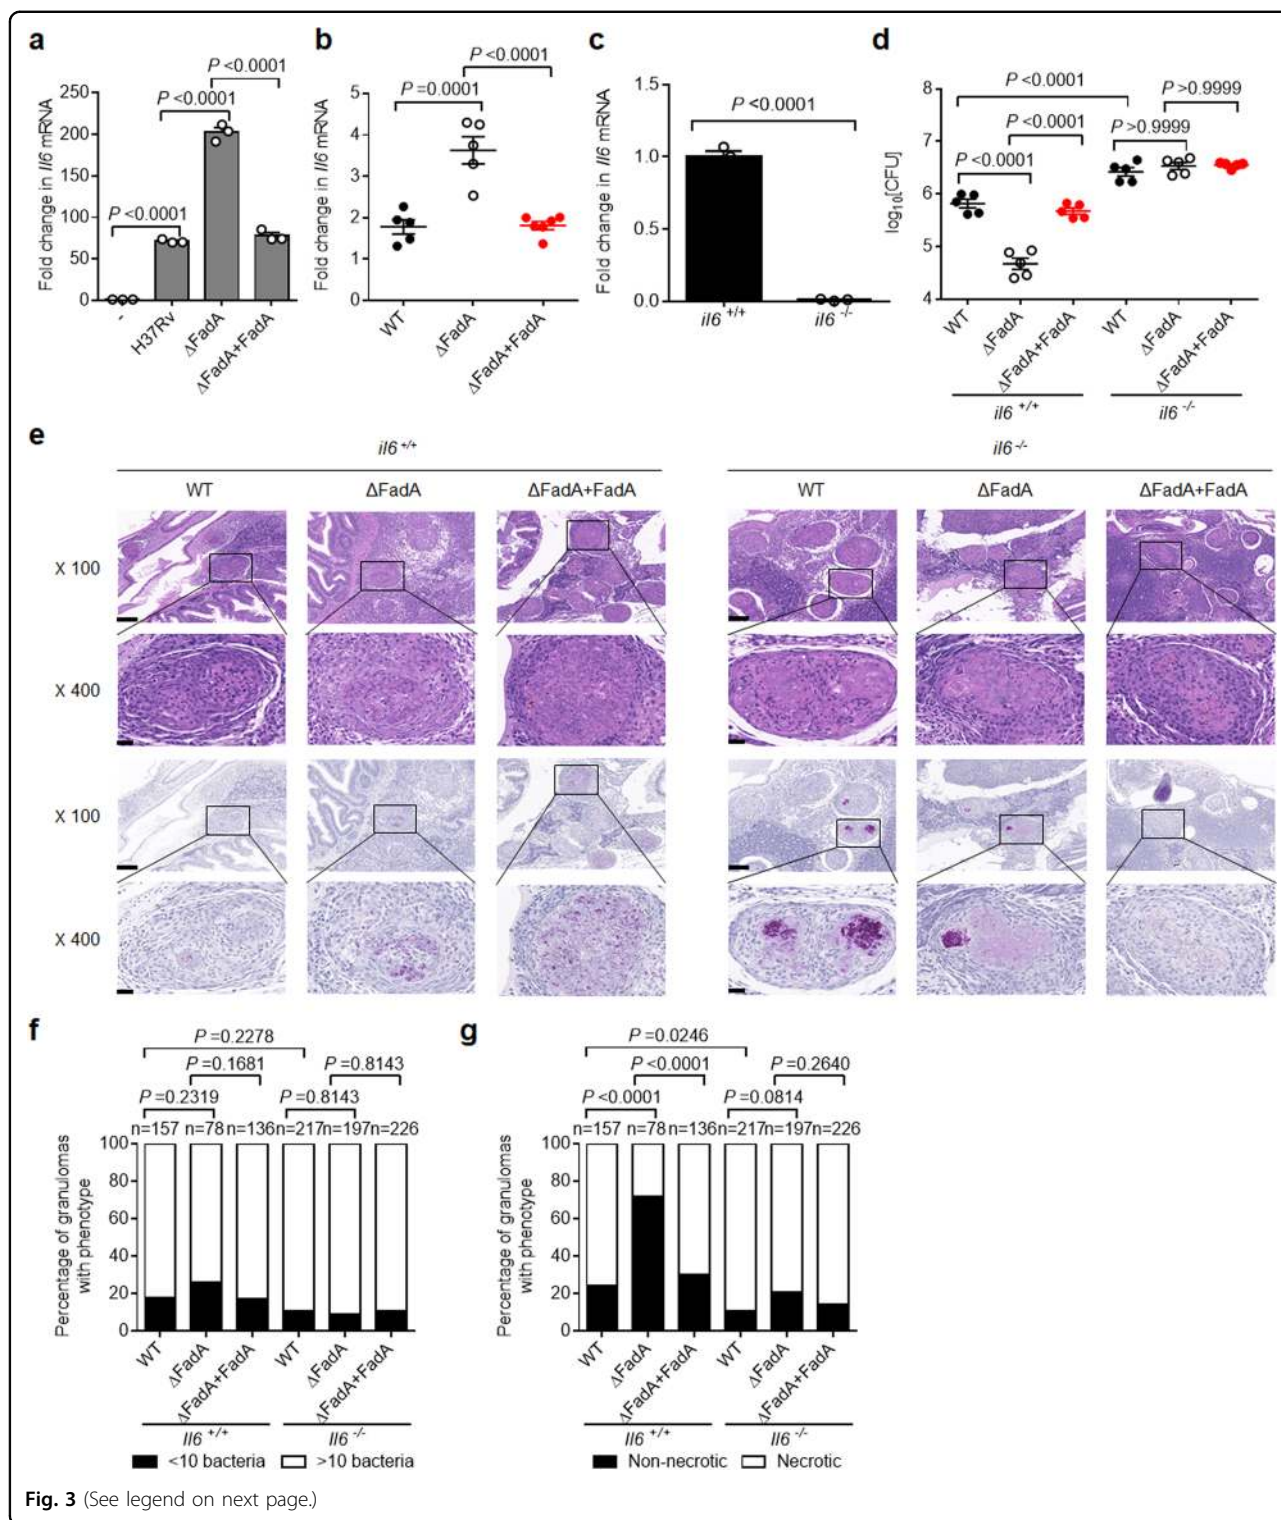 a
Fold change in Il6 mRNA
250
200
150
100
50
0
P <0.0001
P <0.0001
P <0.0001
-
H37Rv
ΔFadA
ΔFadA+FadA
b
Fold change in Il6 mRNA
5
4
3
2
1
0
P <0.0001
P =0.0001
WT
ΔFadA
ΔFadA+FadA
c
Fold change in Il6 mRNA
1.5
1.0
0.5
0.0
P <0.0001
il6 +/+
il6 -/-
d
log10[CFU]
8
7
6
5
4
P <0.0001
P >0.9999
P <0.0001
P >0.9999
P <0.0001
WT
ΔFadA
ΔFadA+FadA
WT
ΔFadA
ΔFadA+FadA
il6 +/+
il6 -/-
e
il6 +/+
il6 -/-
WT
ΔFadA
ΔFadA+FadA
WT
ΔFadA
ΔFadA+FadA
X 100
X 400
X 100
X 400
f
P =0.2278
P =0.1681
P =0.8143
P =0.2319
P =0.8143
n=157 n=78 n=136 n=217 n=197 n=226
Percentage of granulomas
with phenotype
100
80
60
40
20
0
WT
ΔFadA
ΔFadA+FadA
WT
ΔFadA
ΔFadA+FadA
Il6 +/+
Il6 -/-
<10 bacteria
>10 bacteria
g
P =0.0246
P <0.0001
P =0.2640
P <0.0001
P =0.0814
n=157 n=78 n=136 n=217 n=197 n=226
Percentage of granulomas
with phenotype
100
80
60
40
20
0
WT
ΔFadA
ΔFadA+FadA
WT
ΔFadA
ΔFadA+FadA
Il6 +/+
Il6 -/-
Non-necrotic
Necrotic
Fig. 3 (See legend on next page.)